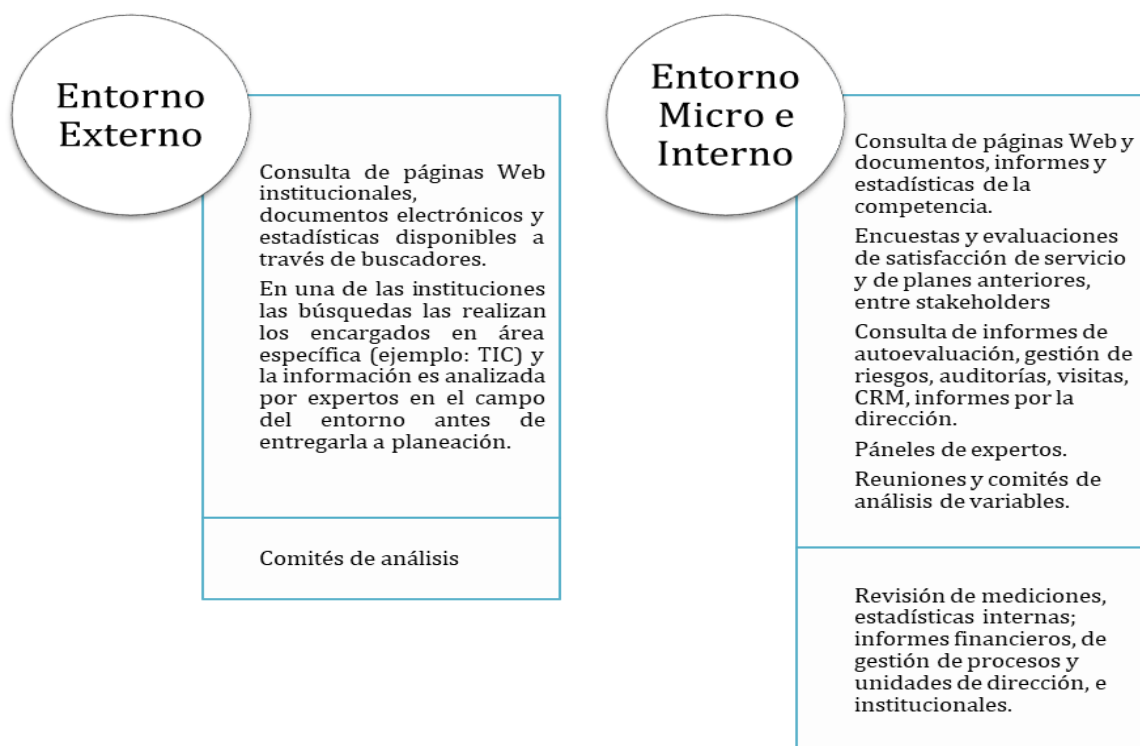 Entorno
Externo
Consulta de páginas Web
institucionales,
documentos electrónicos y
estadísticas disponibles a
través de buscadores.
En una de las instituciones
las búsquedas las realizan
los encargados en área
específica (ejemplo: TIC) y
la información es analizada
por expertos en el campo
del entorno antes de
entregarla a planeación.
Comités de análisis
Entorno
Micro e
Interno
Consulta de páginas Web y
documentos, informes y
estadísticas de la
competencia.
Encuestas y evaluaciones
de satisfacción de servicio
y de planes anteriores,
entre stakeholders
Consulta de informes de
autoevaluación, gestión de
riesgos, auditorías, visitas,
CRM, informes por la
dirección.
Páneles de expertos.
Reuniones y comités de
análisis de variables.
Revisión de mediciones,
estadísticas internas;
informes financieros, de
gestión de procesos y
unidades de dirección, e
institucionales.